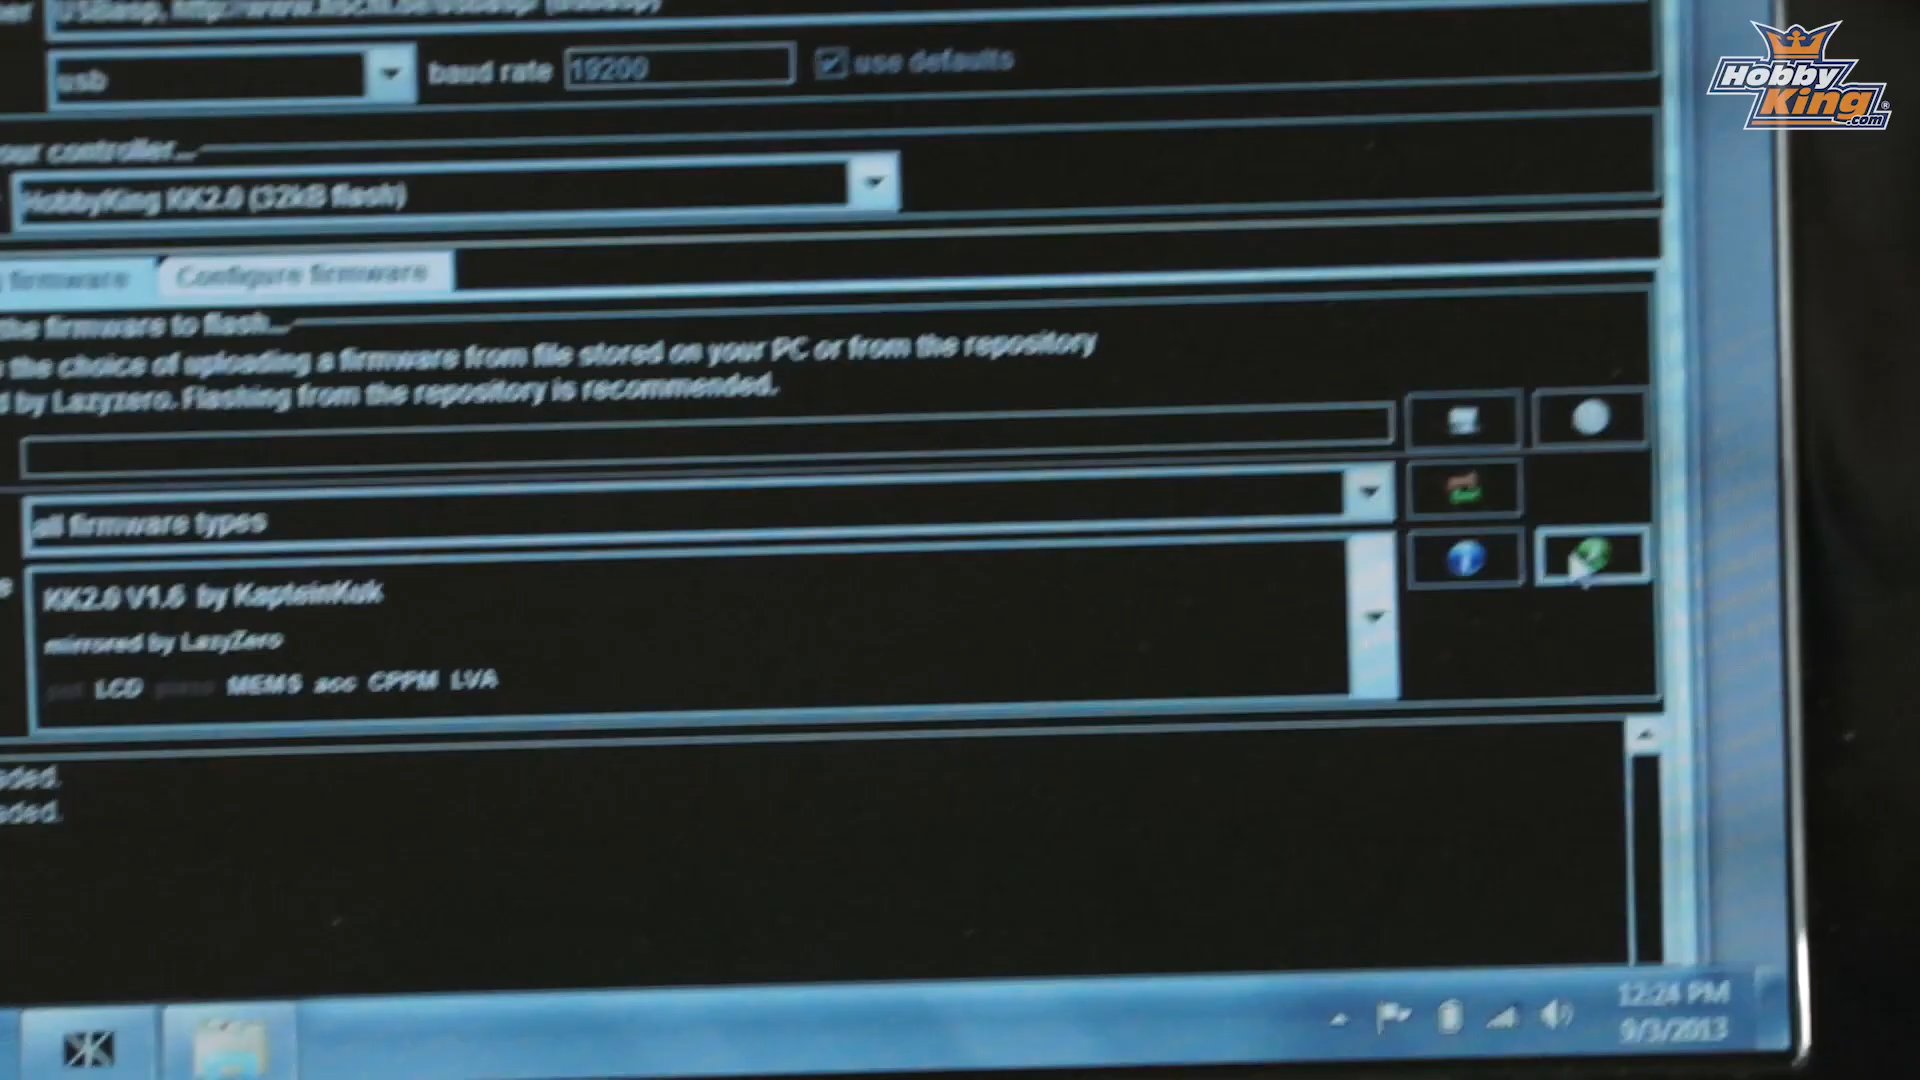 usb
baud rate 19200 use defaults
our controller...
HobbyKing KK2.0 (32kB flash)
firmware Configure firmware
the firmware to flash...
the choice of uploading a firmware from file stored on your PC or from the repository
d by Lazyzero. Flashing from the repository is recommended.
all firmware types
KK2.0 V1.6 by KapteinKuk
mirrored by LazyZero
LCD piezo MEMS acc CPPM LVA
aded.
aded.
12:24 PM
9/3/2013
Hobby
King
.com